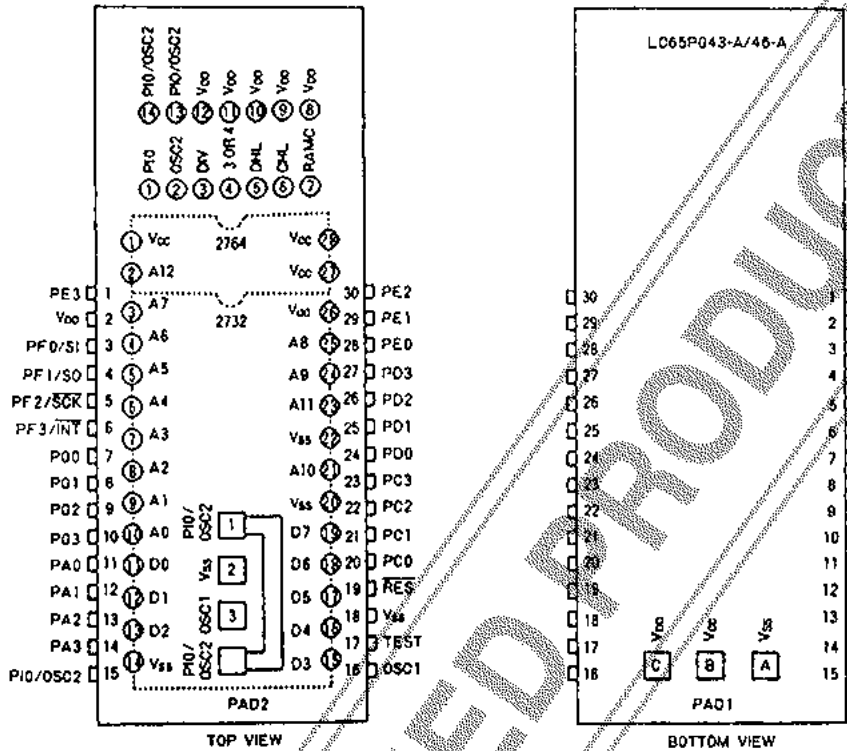 PI0/OSC2 PI0/OSC2 VDD VDD VDD VDD VDD
14 13 12 11 10 9 8
PI0 OSC2 DIV 3 OR 4 DHL CHL RAMC
1 2 3 4 5 6 7
1 Vcc 2764 Vcc 28
2 A12 Vcc 27
PE3 1 3 A7 2732 26 30 PE2
VDD 2 29 PE1
PF0/SI 3 4 A6 A8 25 28 PE0
PF1/SO 4 5 A5 A9 24 27 PD3
PF2/SCK 5 6 A4 A11 23 26 PD2
PF3/INT 6 7 A3 Vss 22 25 PD1
PG0 7 8 A2 A10 21 24 PD0
PG1 8 23 PC3
PG2 9 9 A1 Vss 20 22 PC2
PG3 10 10 A0 PI0/OSC2 1 D7 19 21 PC1
PA0 11 11 D0 Vss 2 D6 18 20 PC0
PA1 12 12 D1 D5 17 19 RES
PA2 13 13 D2 OSC1 3 D4 16 18 Vss
PA3 14 17 TEST
PI0/OSC2 15 14 Vss PI0/OSC2 D3 15 16 OSC1
PAD2
TOP VIEW
LC65PG43-A/46-A
30 1
29 2
28 3
27 4
26 5
25 6
24 7
23 8
22 9
21 10
20 11
19 12
18 13
17 14
16 15
VDD VDD VSS
C B A
PAD1
BOTTOM VIEW
ED PRODUC